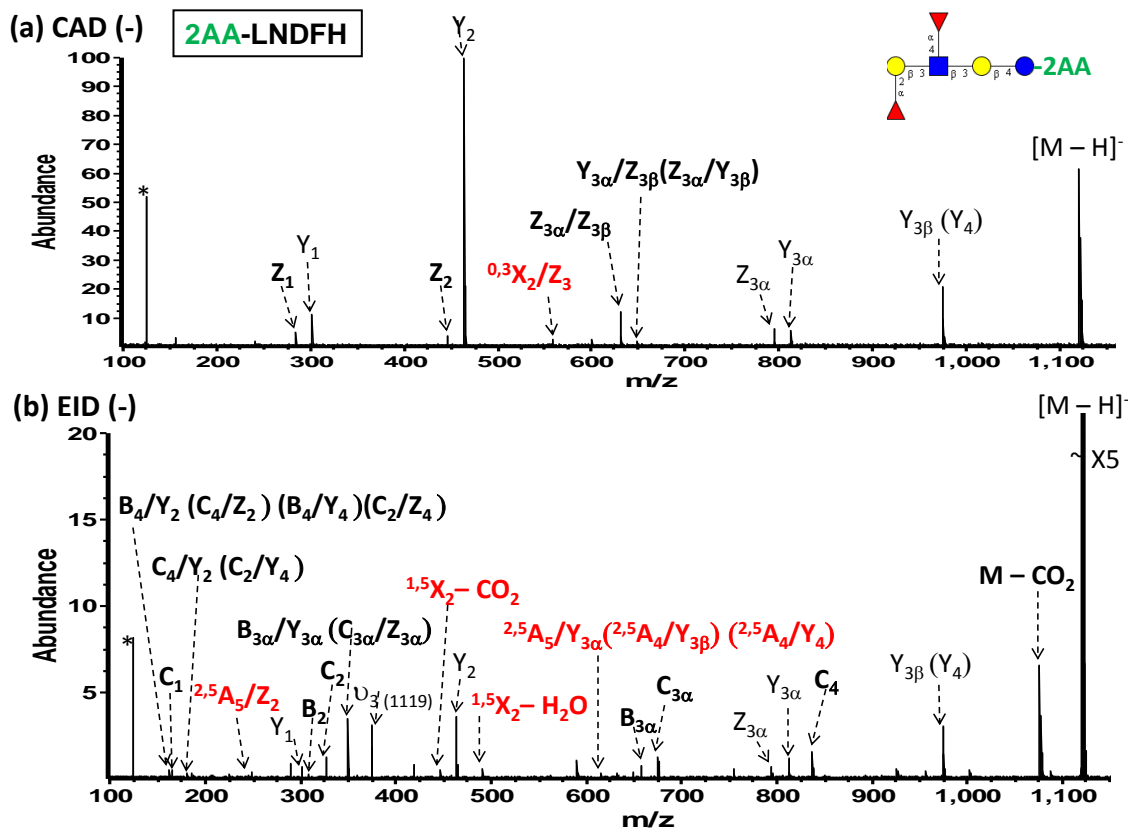 (a) CAD (-)
2AA-LNDFH
Y2
α
4
β 3 β 3 β 4
2
α
-2AA
[M – H]-
100
90
80
70
60
50
40
30
20
10
Abundance
*
Z1
Y1
Z2
0,3X2/Z3
Z3α/Z3β
Y3α/Z3β(Z3α/Y3β)
Z3α
Y3α
Y3β (Y4)
100 200 300 400 500 600 700 800 900 1,000 1,100
m/z
(b) EID (-)
[M – H]-
~ X5
20
15
10
5
Abundance
B4/Y2 (C4/Z2) (B4/Y4)(C2/Z4)
C4/Y2 (C2/Y4)
1,5X2– CO2
M – CO2
B3α/Y3α (C3α/Z3α)
2,5A5/Y3α(2,5A4/Y3β) (2,5A4/Y4)
*
C1
2,5A5/Z2
Y1
B2
C2
υ3 (1119)
Y2
1,5X2– H2O
B3α
C3α
Z3α
Y3α
C4
Y3β (Y4)
100 200 300 400 500 600 700 800 900 1,000 1,100
m/z